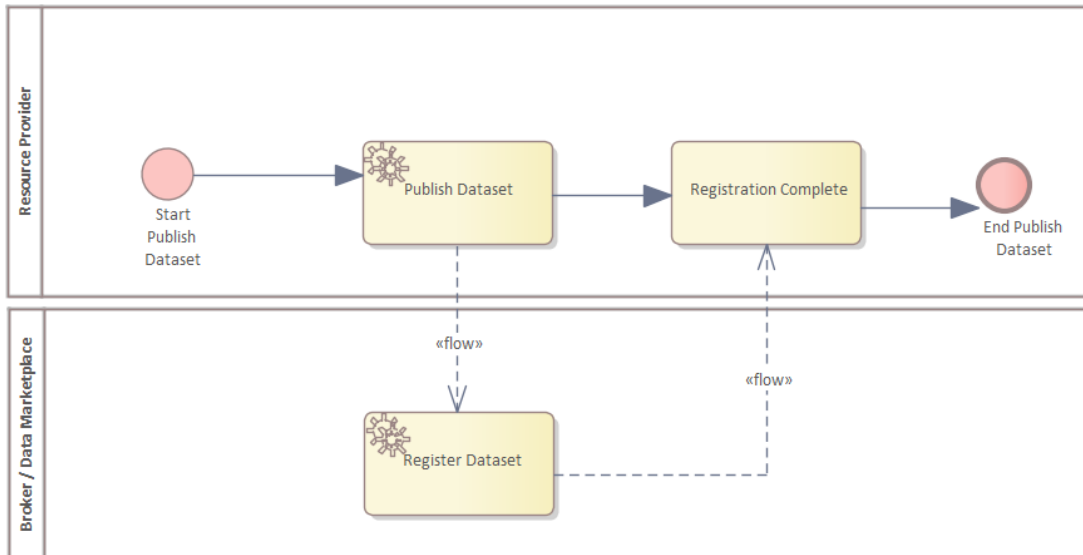 Resource Provider
Start
Publish
Dataset
Publish Dataset
Registration Complete
End Publish
Dataset
Broker / Data Marketplace
«flow»
«flow»
Register Dataset